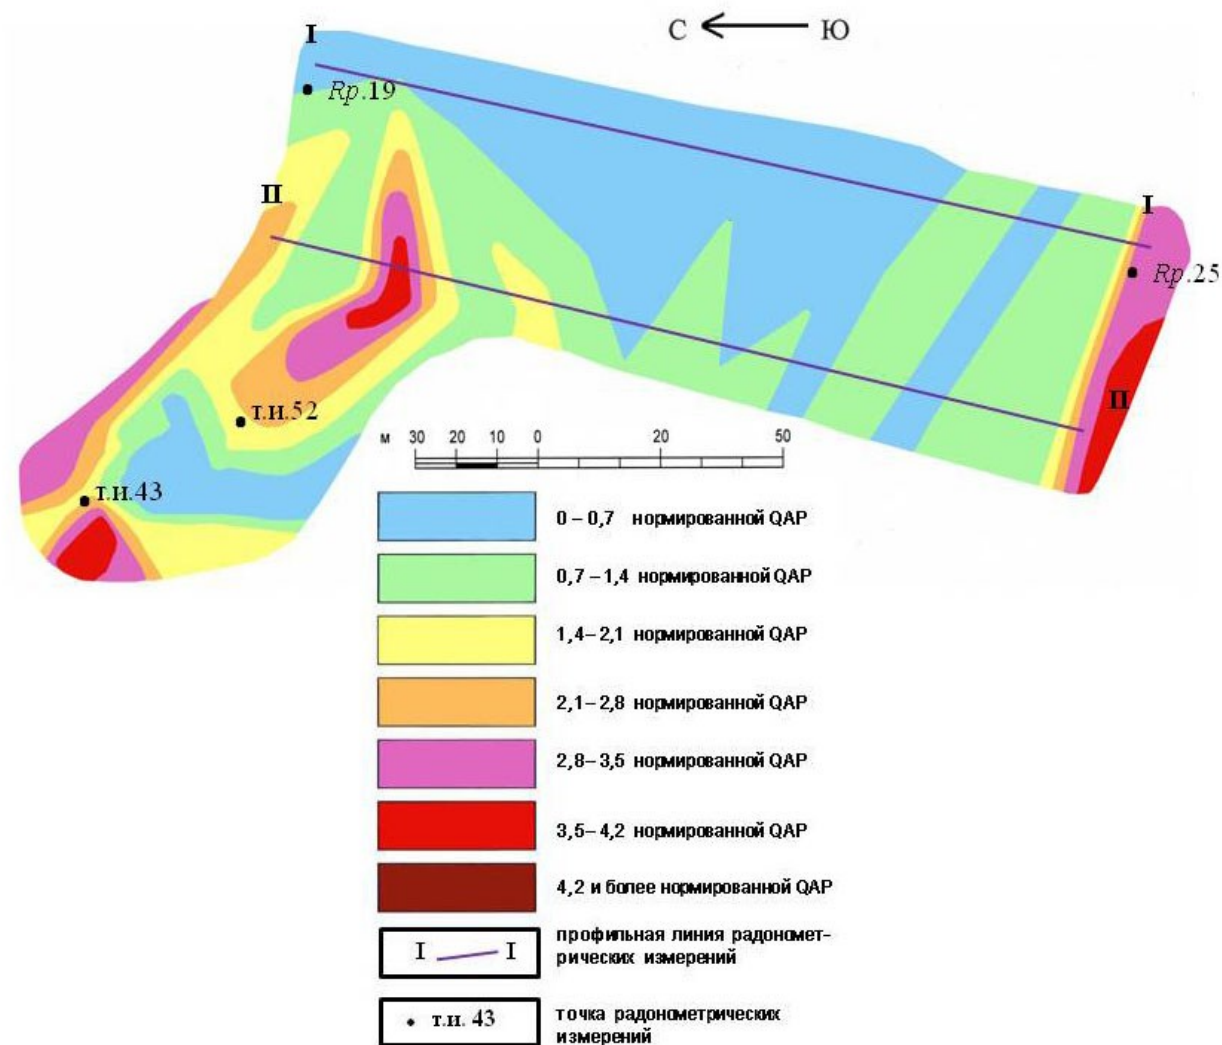 С Ю
I
Rp.19
II
I
Rp.25
т.и.52
II
т.и.43
м 30 20 10 0 20 50
0 – 0,7 нормированной QAP
0,7 – 1,4 нормированной QAP
1,4 – 2,1 нормированной QAP
2,1 – 2,8 нормированной QAP
2,8 – 3,5 нормированной QAP
3,5 – 4,2 нормированной QAP
4,2 и более нормированной QAP
I I
профильная линия радономет-
рических измерений
т.и. 43
точка радонометрических
измерений